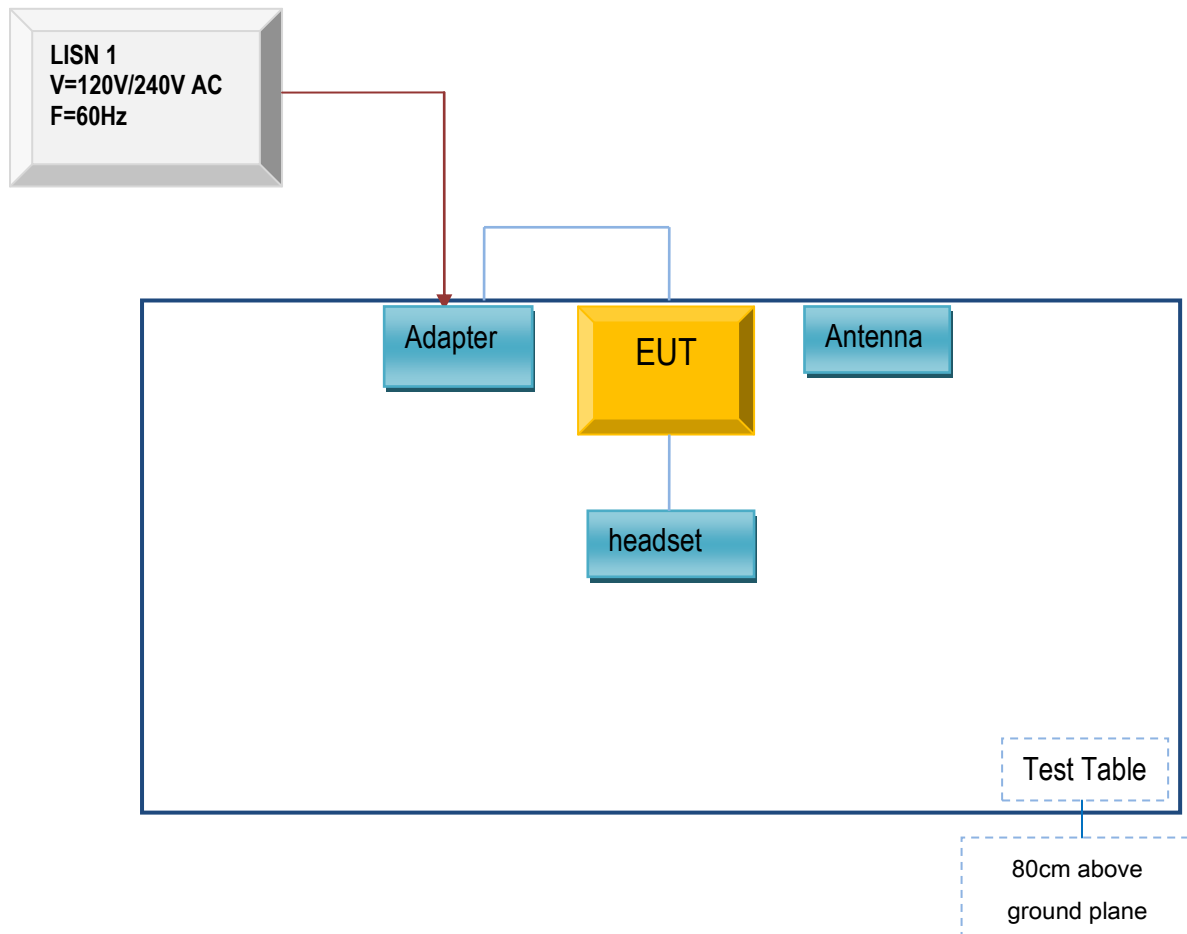 LISN 1
V=120V/240V AC
F=60Hz
Adapter
EUT
Antenna
headset
Test Table
80cm above
ground plane